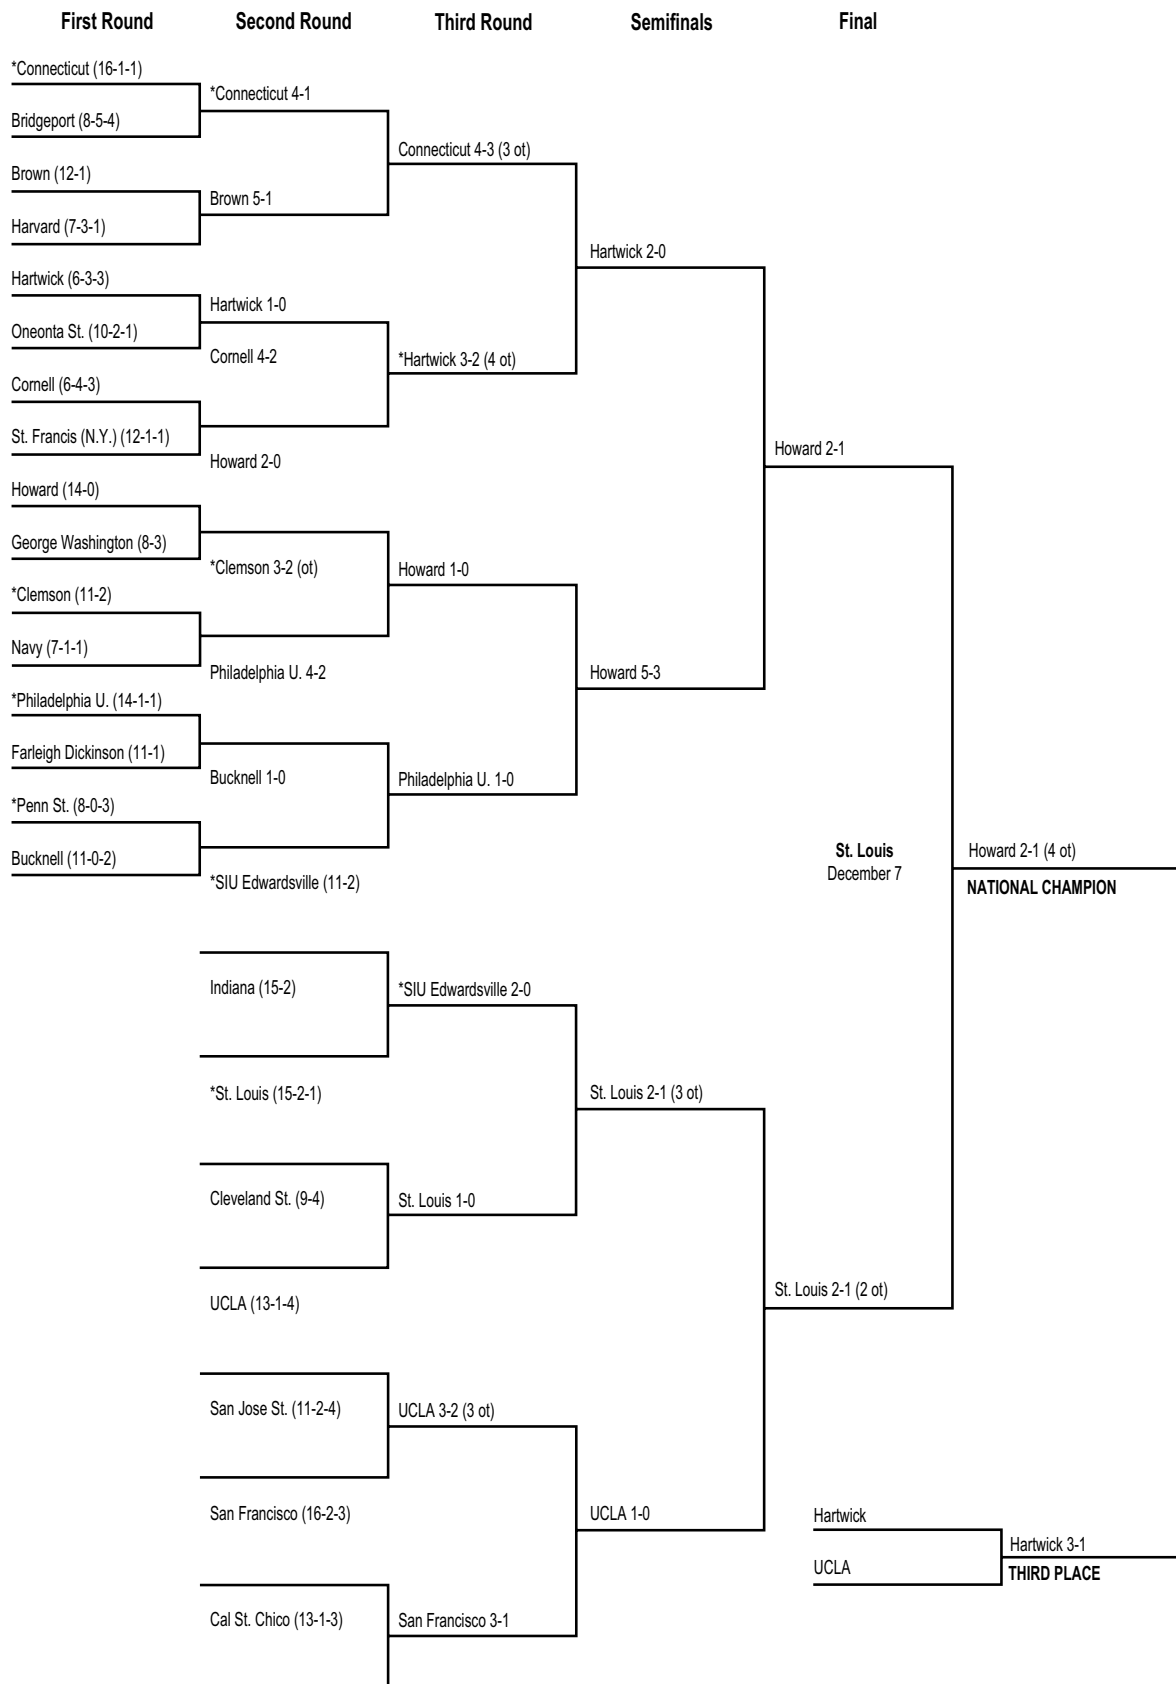 First Round
Second Round
Third Round
Semifinals
Final
*Connecticut (16-1-1)
Bridgeport (8-5-4)
Brown (12-1)
Harvard (7-3-1)
Hartwick (6-3-3)
Oneonta St. (10-2-1)
Cornell (6-4-3)
St. Francis (N.Y.) (12-1-1)
Howard (14-0)
George Washington (8-3)
*Clemson (11-2)
Navy (7-1-1)
*Philadelphia U. (14-1-1)
Farleigh Dickinson (11-1)
*Penn St. (8-0-3)
Bucknell (11-0-2)
*Connecticut 4-1
Brown 5-1
Hartwick 1-0
Cornell 4-2
Howard 2-0
*Clemson 3-2 (ot)
Philadelphia U. 4-2
Bucknell 1-0
*SIU Edwardsville (11-2)
Indiana (15-2)
*St. Louis (15-2-1)
Cleveland St. (9-4)
UCLA (13-1-4)
San Jose St. (11-2-4)
San Francisco (16-2-3)
Cal St. Chico (13-1-3)
Connecticut 4-3 (3 ot)
*Hartwick 3-2 (4 ot)
Howard 1-0
Philadelphia U. 1-0
*SIU Edwardsville 2-0
St. Louis 1-0
UCLA 3-2 (3 ot)
San Francisco 3-1
Hartwick 2-0
Howard 5-3
St. Louis 2-1 (3 ot)
UCLA 1-0
Howard 2-1
St. Louis 2-1 (2 ot)
St. Louis
December 7
Howard 2-1 (4 ot)
NATIONAL CHAMPION
Hartwick
UCLA
Hartwick 3-1
THIRD PLACE